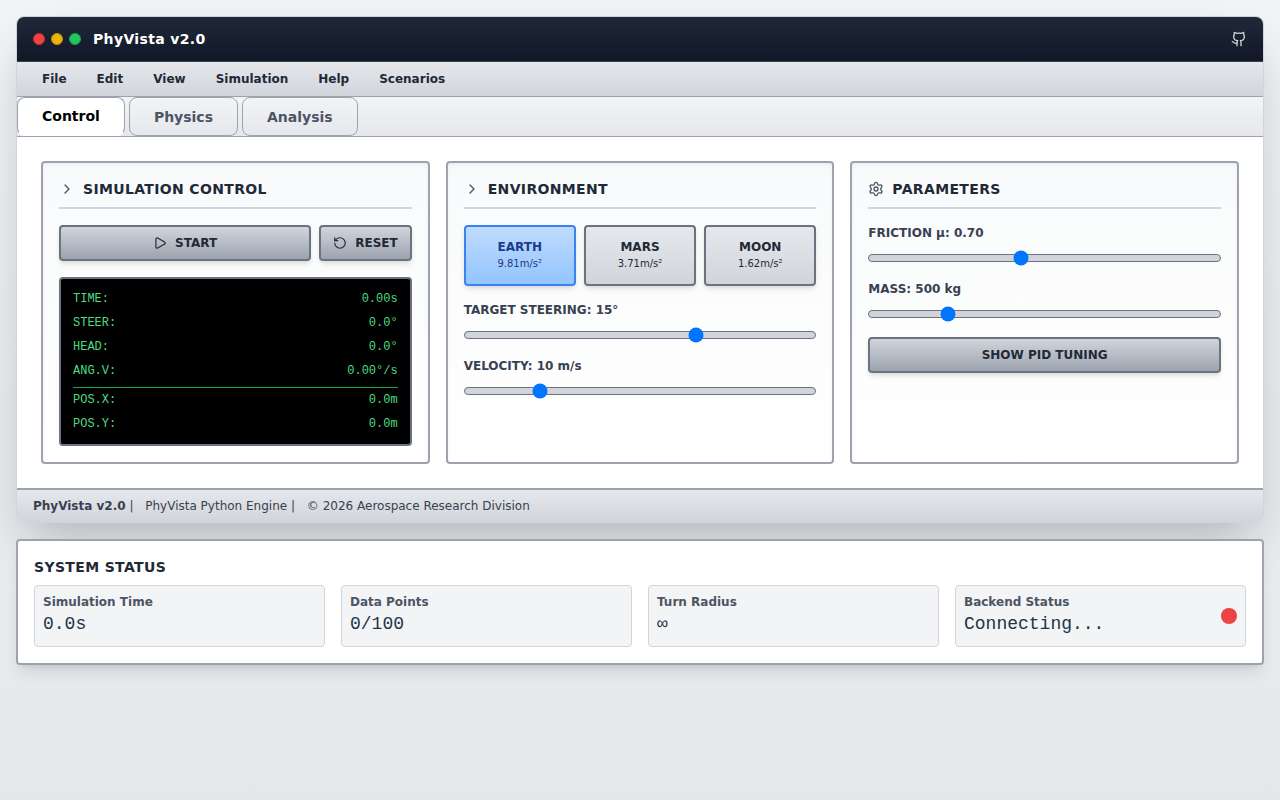 PhyVista v2.0
File Edit View Simulation Help Scenarios
Control Physics Analysis
SIMULATION CONTROL
START RESET
TIME: 0.00s
STEER: 0.0°
HEAD: 0.0°
ANG.V: 0.00°/s
POS.X: 0.0m
POS.Y: 0.0m
ENVIRONMENT
EARTH MARS MOON
9.81m/s² 3.71m/s² 1.62m/s²
TARGET STEERING: 15°
VELOCITY: 10 m/s
PARAMETERS
FRICTION μ: 0.70
MASS: 500 kg
SHOW PID TUNING
PhyVista v2.0 | PhyVista Python Engine | © 2026 Aerospace Research Division
SYSTEM STATUS
Simulation Time Data Points Turn Radius Backend Status
0.0s 0/100 ∞ Connecting...